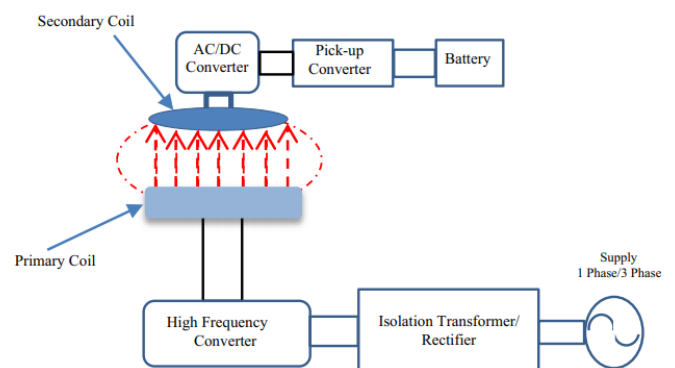 Secondary Coil
AC/DC
Converter
Pick-up
Converter
Battery
Primary Coil
Supply
1 Phase/3 Phase
High Frequency
Converter
Isolation Transformer/
Rectifier